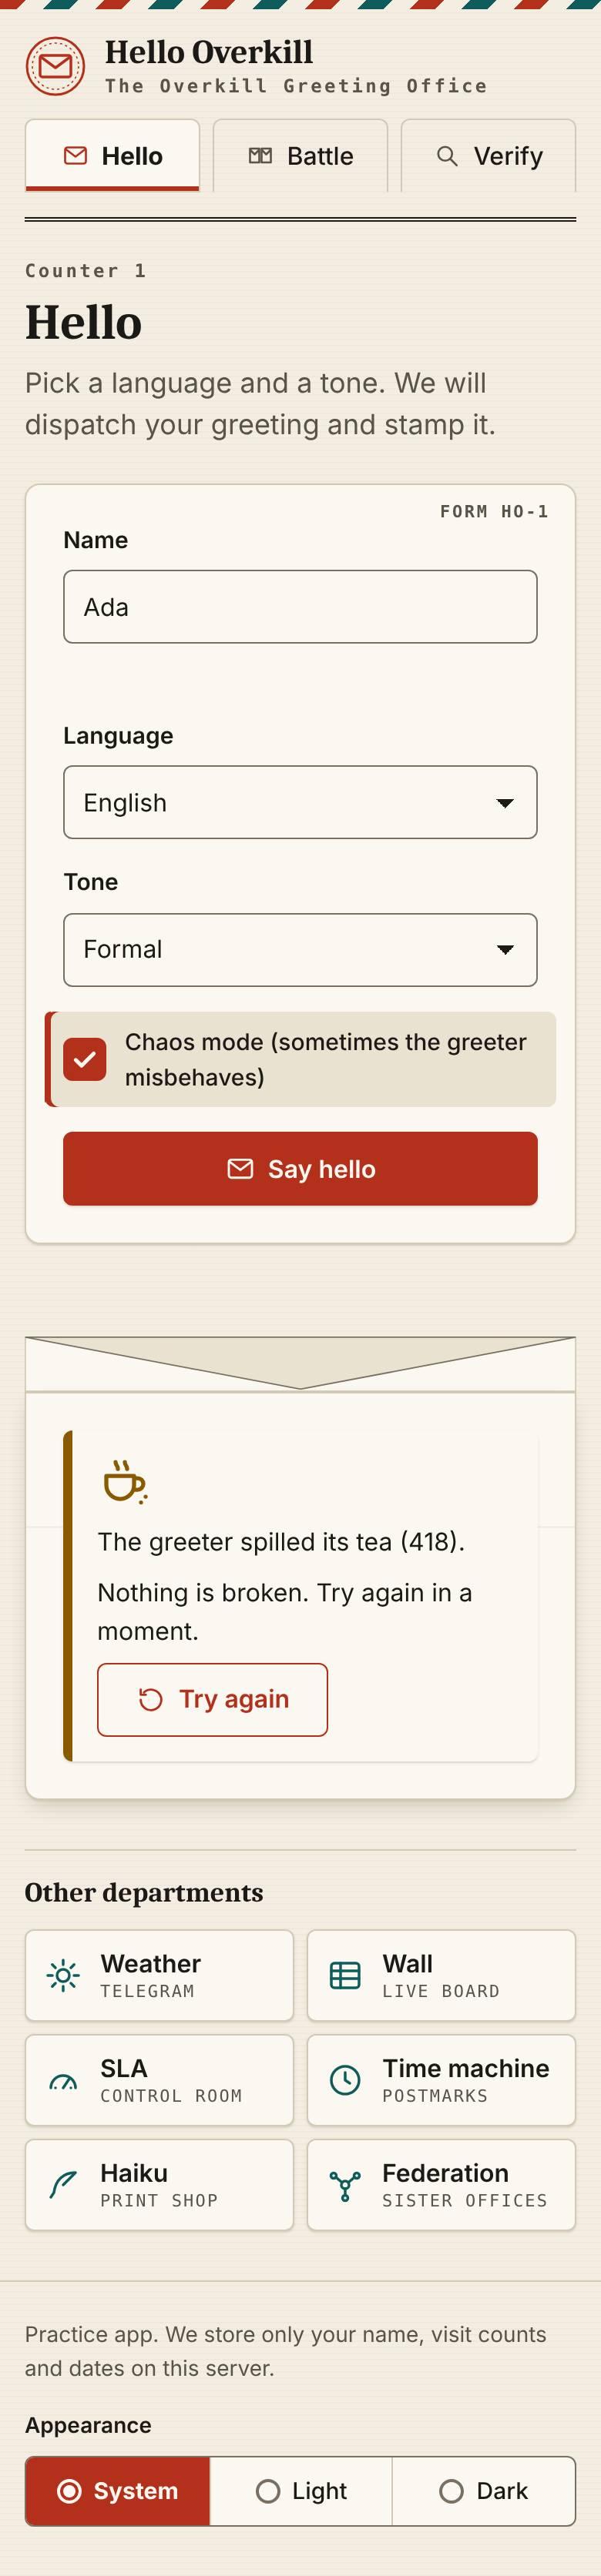 Hello Overkill
The Overkill Greeting Office
Hello
Battle
Verify
Counter 1
Hello
Pick a language and a tone. We will
dispatch your greeting and stamp it.
FORM HO-1
Name
Ada
Language
English
Tone
Formal
Chaos mode (sometimes the greeter
misbehaves)
Say hello
The greeter spilled its tea (418).
Nothing is broken. Try again in a
moment.
Try again
Other departments
Weather
TELEGRAM
Wall
LIVE BOARD
SLA
CONTROL ROOM
Time machine
POSTMARKS
Haiku
PRINT SHOP
Federation
SISTER OFFICES
Practice app. We store only your name, visit counts
and dates on this server.
Appearance
System
Light
Dark